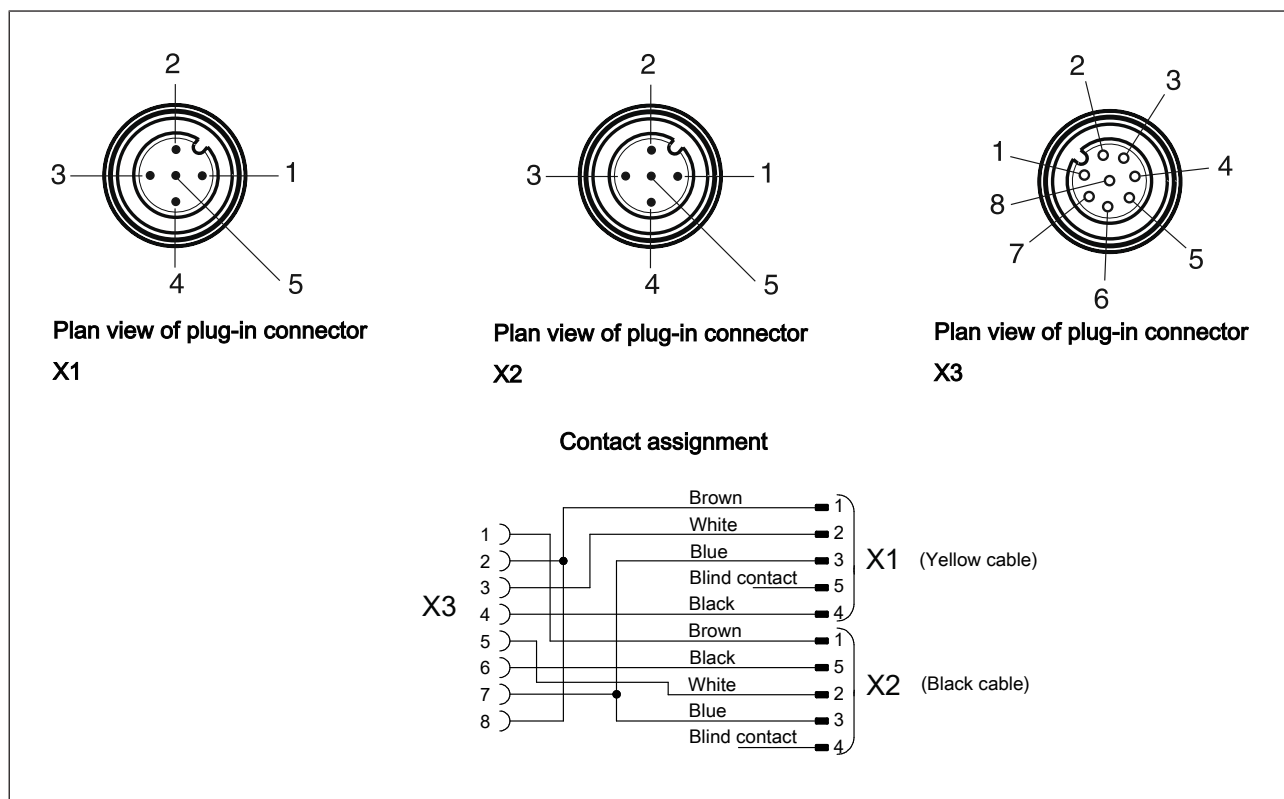 2
3 1
4 5
Plan view of plug-in connector
X1
2
3 1
4 5
Plan view of plug-in connector
X2
2 3
1 4
8
7 5
6
Plan view of plug-in connector
X3
Contact assignment
Brown 1
1 White 2
2 Blue 3 X1 (Yellow cable)
3 Blind contact 5
X3 4 Black 4
5 Brown 1
6 Black 5
7 White 2 X2 (Black cable)
8 Blue 3
Blind contact 4